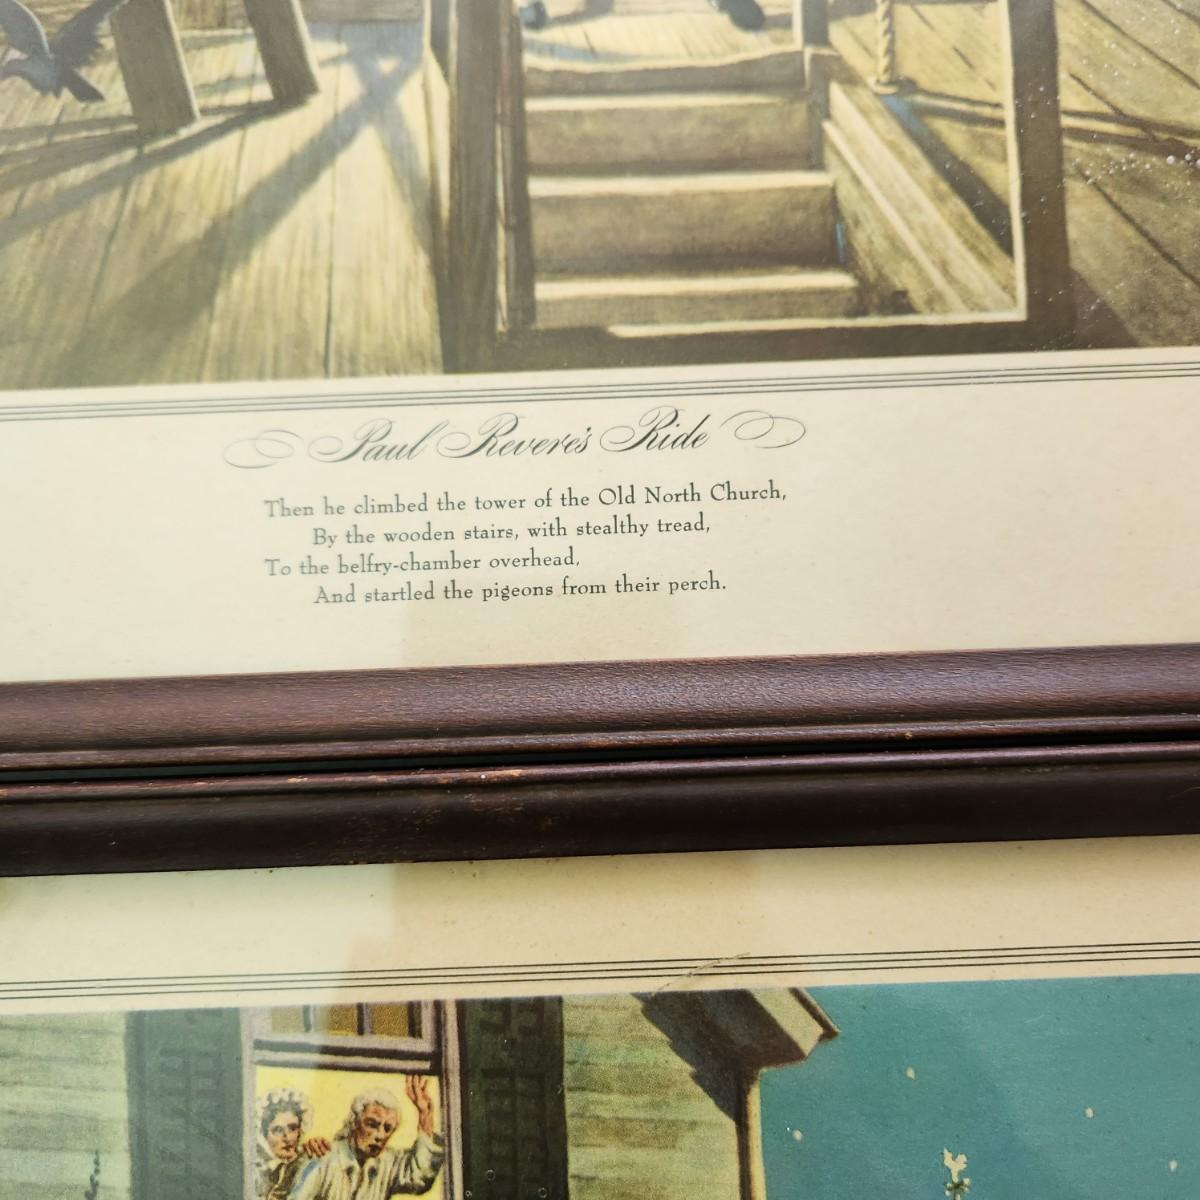 Paul Revere's Ride
Then he climbed the tower of the Old North Church,
By the wooden stairs, with stealthy tread,
To the belfry-chamber overhead,
And startled the pigeons from their perch.